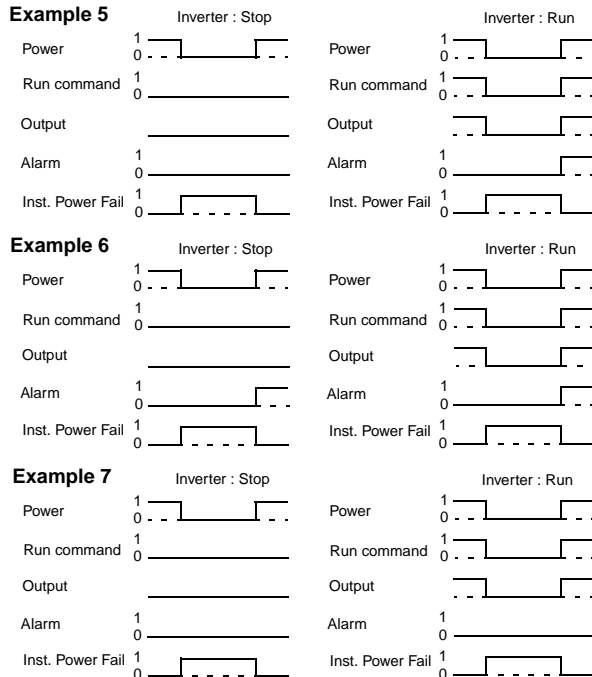 Example 5 Inverter : Stop Inverter : Run
Power 1 0 Power 1 0
Run command 1 0 Run command 1 0
Output Output
Alarm 1 0 Alarm 1 0
Inst. Power Fail 1 0 Inst. Power Fail 1 0
Example 6 Inverter : Stop Inverter : Run
Power 1 0 Power 1 0
Run command 1 0 Run command 1 0
Output Output
Alarm 1 0 Alarm 1 0
Inst. Power Fail 1 0 Inst. Power Fail 1 0
Example 7 Inverter : Stop Inverter : Run
Power 1 0 Power 1 0
Run command 1 0 Run command 1 0
Output Output
Alarm 1 0 Alarm 1 0
Inst. Power Fail 1 0 Inst. Power Fail 1 0